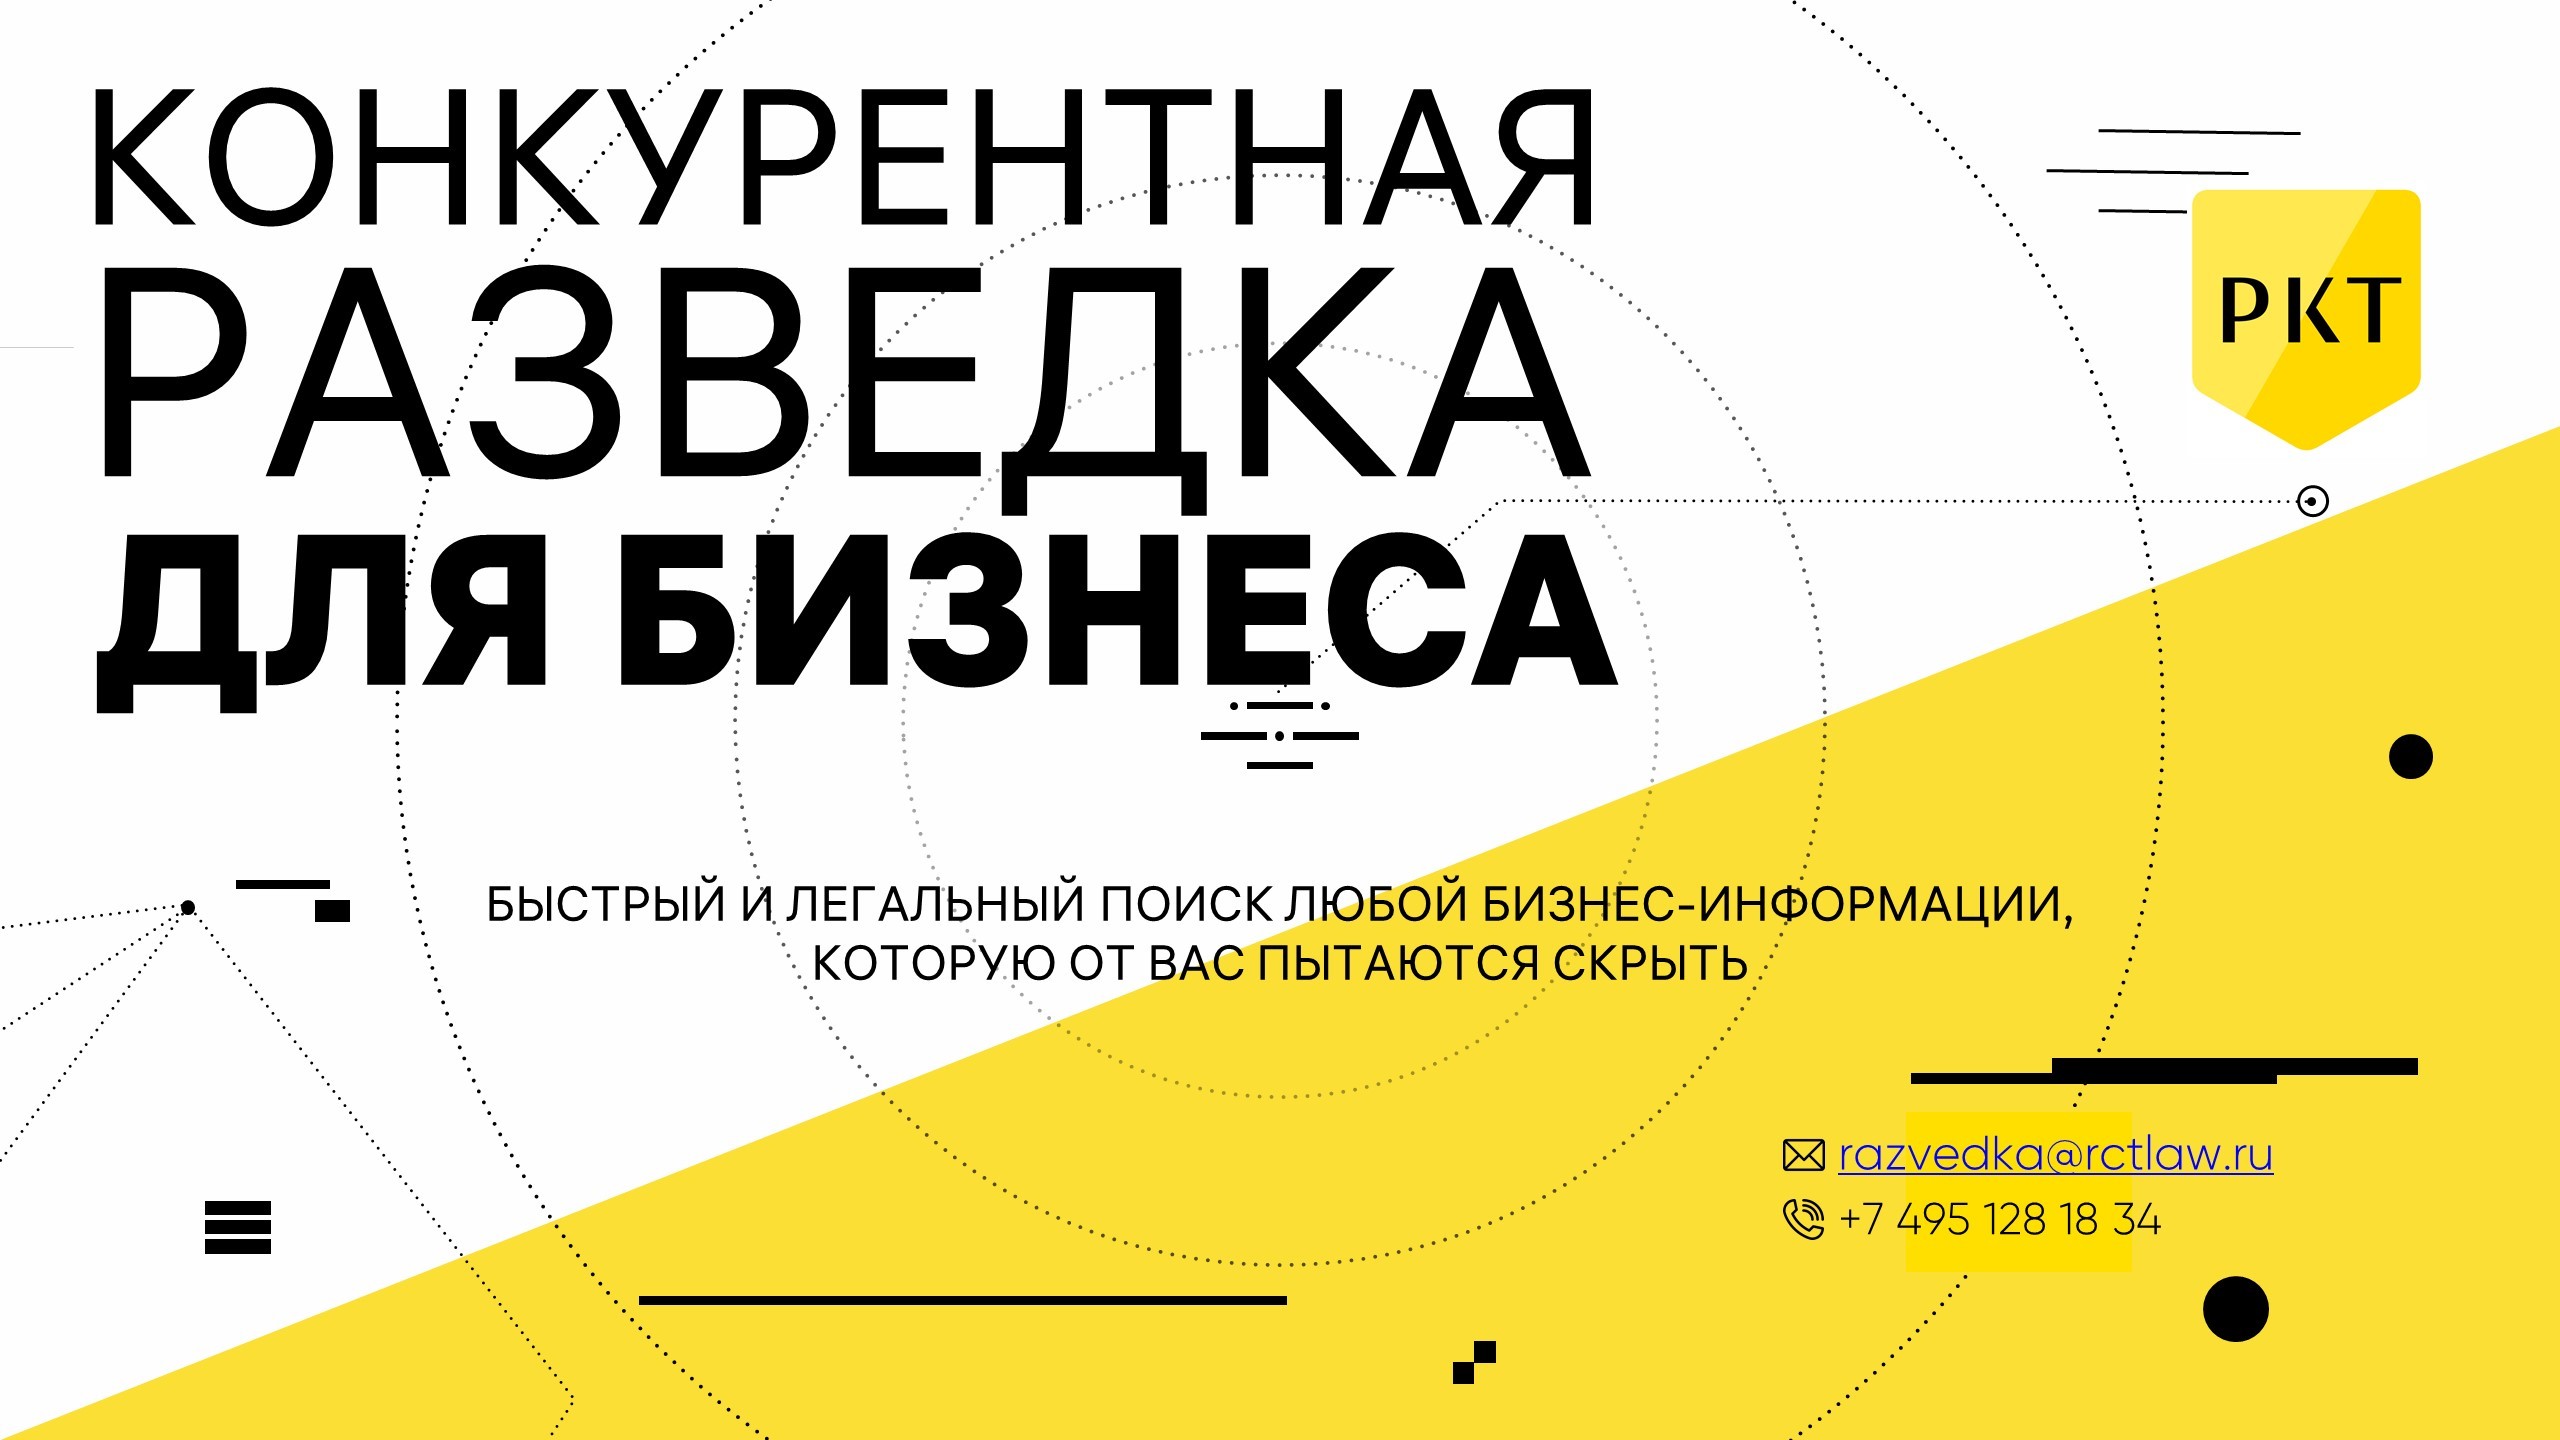 КОНКУРЕНТНАЯ
РАЗВЕДКА
ДЛЯ БИЗНЕСА
РКТ
БЫСТРЫЙ И ЛЕГАЛЬНЫЙ ПОИСК ЛЮБОЙ БИЗНЕС-ИНФОРМАЦИИ,
КОТОРУЮ ОТ ВАС ПЫТАЮТСЯ СКРЫТЬ
razvedka@rctlaw.ru
+7 495 128 18 34